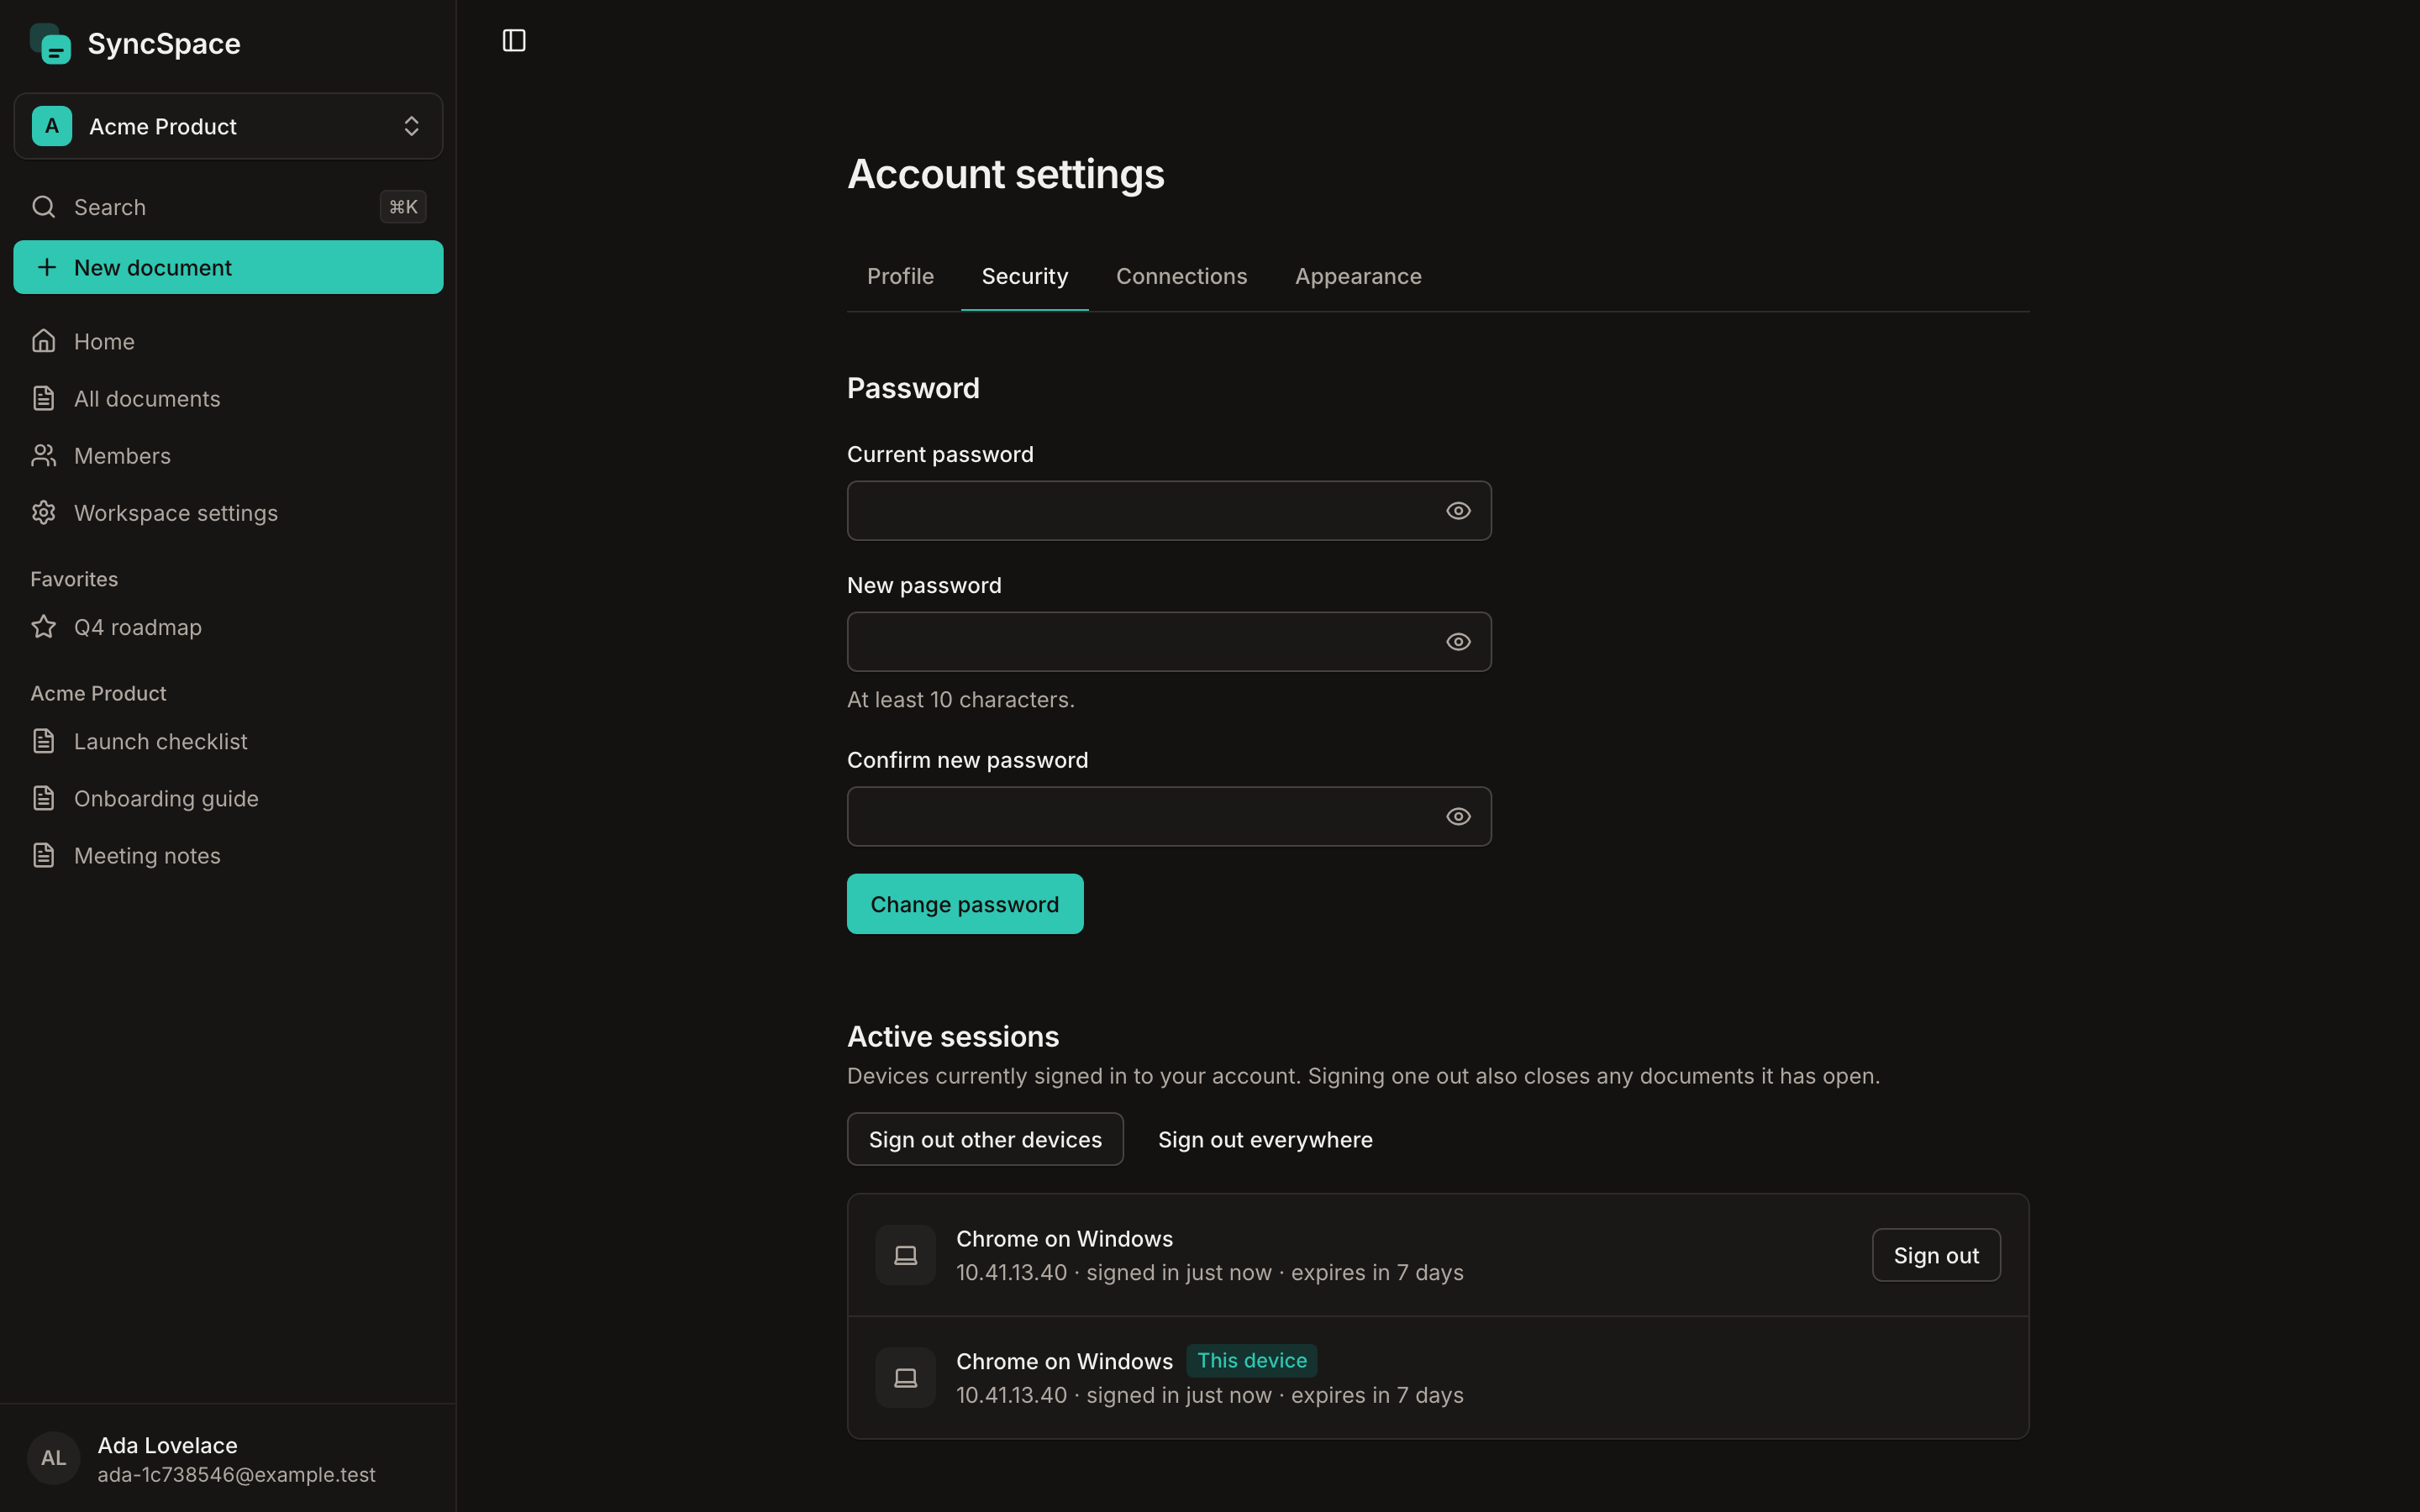 SyncSpace
A Acme Product
Search ⌘K
New document
Home
All documents
Members
Workspace settings
Favorites
Q4 roadmap
Acme Product
Launch checklist
Onboarding guide
Meeting notes
AL
Ada Lovelace
ada-1c738546@example.test
Account settings
Profile Security Connections Appearance
Password
Current password
New password
At least 10 characters.
Confirm new password
Change password
Active sessions
Devices currently signed in to your account. Signing one out also closes any documents it has open.
Sign out other devices Sign out everywhere
Chrome on Windows
10.41.13.40 · signed in just now · expires in 7 days
Sign out
Chrome on Windows This device
10.41.13.40 · signed in just now · expires in 7 days